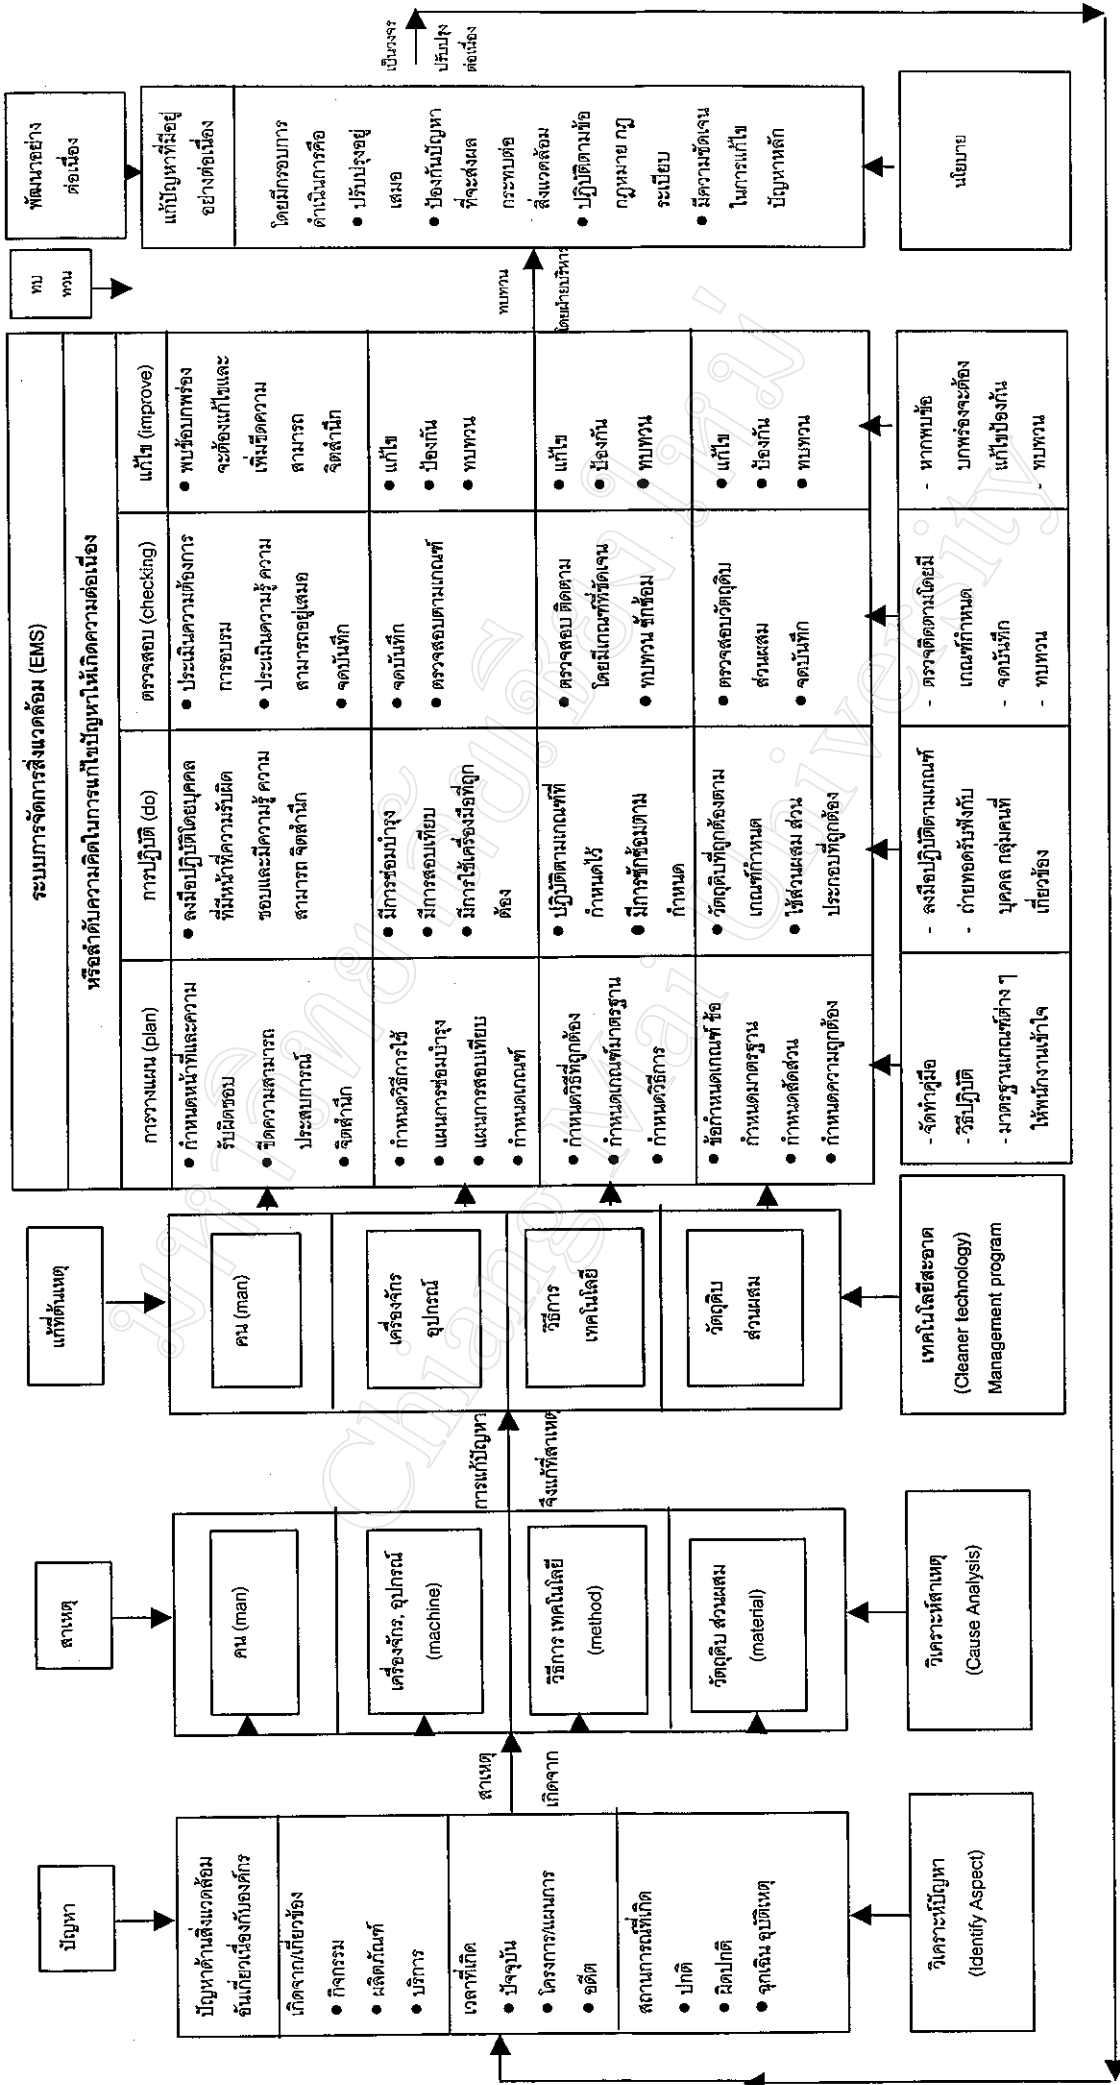 ปัญหา
ปัญหาด้านสิ่งแวดล้อม
อันเกี่ยวเนื่องกับองค์กร
เกิดจาก/เกี่ยวข้อง
● กิจกรรม
● ผลิตภัณฑ์
● บริการ
เวลาที่เกิด
● ปัจจุบัน
● โครงการ/แผนการ
● อดีต
สถานการณ์ที่เกิด
● ปกติ
● ผิดปกติ
● ฉุกเฉิน อุบัติเหตุ
วิเคราะห์ปัญหา
(Identify Aspect)
สาเหตุ
เกิดจาก
สาเหตุ
คน (man)
เครื่องจักร, อุปกรณ์
(machine)
วิธีการ เทคโนโลยี
(method)
วัตถุดิบ ส่วนผสม
(material)
วิเคราะห์สาเหตุ
(Cause Analysis)
การแก้ปัญหา
จึงแก้ที่สาเหตุ
แก้ที่ต้นเหตุ
คน (man)
เครื่องจักร
อุปกรณ์
วิธีการ
เทคโนโลยี
วัตถุดิบ
ส่วนผสม
เทคโนโลยีสะอาด
(Cleaner technology)
Management program
ระบบการจัดการสิ่งแวดล้อม (EMS)
หรือลำดับความคิดในการแก้ไขปัญหาให้เกิดความต่อเนื่อง
การวางแผน (plan)
● กำหนดหน้าที่และความ
รับผิดชอบ
● ขีดความสามารถ
ประสบการณ์
● จิตสำนึก
● กำหนดวิธีการใช้
● แผนการซ่อมบำรุง
● แผนการสอบเทียบ
● กำหนดเกณฑ์
● กำหนดวิธีที่ถูกต้อง
● กำหนดเกณฑ์มาตรฐาน
● กำหนดวิธีการ
● ข้อกำหนดเกณฑ์ ข้อ
กำหนดมาตรฐาน
● กำหนดสัดส่วน
● กำหนดความถูกต้อง
- จัดทำคู่มือ
- วิธีปฏิบัติ
- มาตรฐานเกณฑ์ต่าง ๆ
ให้พนักงานเข้าใจ
การปฏิบัติ (do)
● ลงมือปฏิบัติโดยบุคคล
ที่มีหน้าที่ความรับผิด
ชอบและมีความรู้ ความ
สามารถ จิตสำนึก
● มีการซ่อมบำรุง
● มีการสอบเทียบ
● มีการใช้เครื่องมือที่ถูก
ต้อง
● ปฏิบัติตามเกณฑ์ที่
กำหนดไว้
● มีการซักซ้อมตาม
กำหนด
● วัตถุดิบที่ถูกต้องตาม
เกณฑ์กำหนด
● ใช้ส่วนผสม ส่วน
ประกอบที่ถูกต้อง
- ลงมือปฏิบัติตามเกณฑ์
- ถ่ายทอดรับฟังกับ
บุคคล กลุ่มคนที่
เกี่ยวข้อง
ตรวจสอบ (checking)
● ประเมินความต้องการ
การอบรม
● ประเมินความรู้ ความ
สามารถอยู่เสมอ
● จดบันทึก
● จดบันทึก
● ตรวจสอบตามเกณฑ์
● ตรวจสอบ ติดตาม
โดยมีเกณฑ์ที่ชัดเจน
● ทบทวน ซักซ้อม
● ตรวจสอบวัตถุดิบ
ส่วนผสม
● จดบันทึก
- ตรวจติดตามโดยมี
เกณฑ์กำหนด
- จดบันทึก
- ทบทวน
แก้ไข (improve)
● พบข้อบกพร่อง
จะต้องแก้ไขและ
เพิ่มขีดความ
สามารถ
จิตสำนึก
● แก้ไข
● ป้องกัน
● ทบทวน
● แก้ไข
● ป้องกัน
● ทบทวน
● แก้ไข
● ป้องกัน
● ทบทวน
- หากพบข้อ
บกพร่องจะต้อง
แก้ไขป้องกัน
- ทบทวน
ทบ
ทวน
ทบทวน
โดยฝ่ายบริหาร
พัฒนาอย่าง
ต่อเนื่อง
แก้ปัญหาที่มีอยู่
อย่างต่อเนื่อง
โดยมีกรอบการ
ดำเนินการคือ
● ปรับปรุงอยู่
เสมอ
● ป้องกันปัญหา
ที่จะส่งผล
กระทบต่อ
สิ่งแวดล้อม
● ปฏิบัติตามข้อ
กฎหมาย กฎ
ระเบียบ
● มีความชัดเจน
ในการแก้ไข
ปัญหาหลัก
นโยบาย
เป็นวงจร
ปรับปรุง
ต่อเนื่อง
มหาวิทยาลัยเชียงใหม่
Chiang Mai University